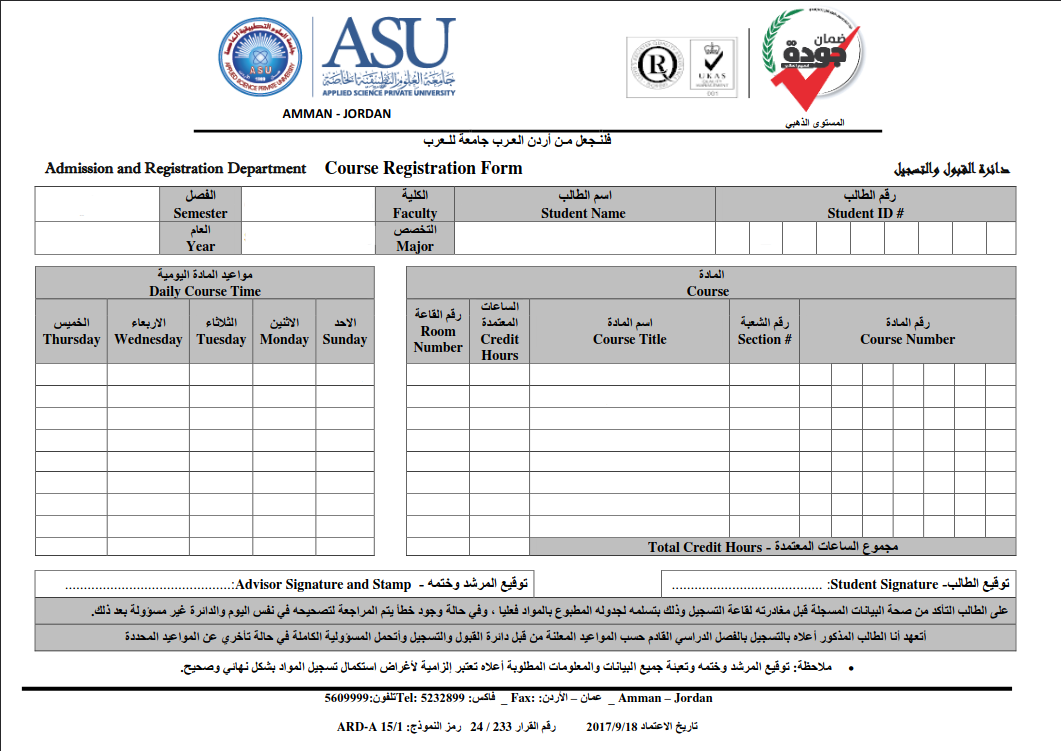 ASU
جامعة العلوم التطبيقية الخاصة
APPLIED SCIENCE PRIVATE UNIVERSITY
AMMAN - JORDAN
R
UKAS
QUALITY
MANAGEMENT
001
ضمان
جودة
المستوى الذهبي
فلنجعل من أردن العرب جامعة للعرب
Admission and Registration Department Course Registration Form دائرة القبول والتسجيل
رقم الطالب
Student ID #
اسم الطالب
Student Name
الكلية
Faculty
الفصل
Semester
التخصص
Major
العام
Year
المادة
Course
رقم المادة
Course Number
رقم الشعبة
Section #
اسم المادة
Course Title
الساعات
المعتمدة
Credit
Hours
رقم القاعة
Room
Number
مجموع الساعات المعتمدة - Total Credit Hours
مواعيد المادة اليومية
Daily Course Time
الاحد
Sunday
الاثنين
Monday
الثلاثاء
Tuesday
الاربعاء
Wednesday
الخميس
Thursday
توقيع الطالب- Student Signature: ........................................
توقيع المرشد وختمه - Advisor Signature and Stamp:............................................
على الطالب التأكد من صحة البيانات المسجلة قبل مغادرته لقاعة التسجيل وذلك بتسلمه لجدوله المطبوع بالمواد فعليا ، وفي حالة وجود خطأ يتم المراجعة لتصحيحه في نفس اليوم والدائرة غير مسؤولة بعد ذلك.
أتعهد أنا الطالب المذكور أعلاه بالتسجيل بالفصل الدراسي القادم حسب المواعيد المعلنة من قبل دائرة القبول والتسجيل وأتحمل المسؤولية الكاملة في حالة تأخري عن المواعيد المحددة
• ملاحظة: توقيع المرشد وختمه وتعبئة جميع البيانات والمعلومات المطلوبة أعلاه تعتبر إلزامية لأغراض استكمال تسجيل المواد بشكل نهائي وصحيح.
5609999:تلفونTel: 5232899 :فاكس _ Fax: :عمان – الأردن _ Amman – Jordan
تاريخ الاعتماد 2017/9/18 رقم القرار 233 / 24 رمز النموذج: ARD-A 15/1